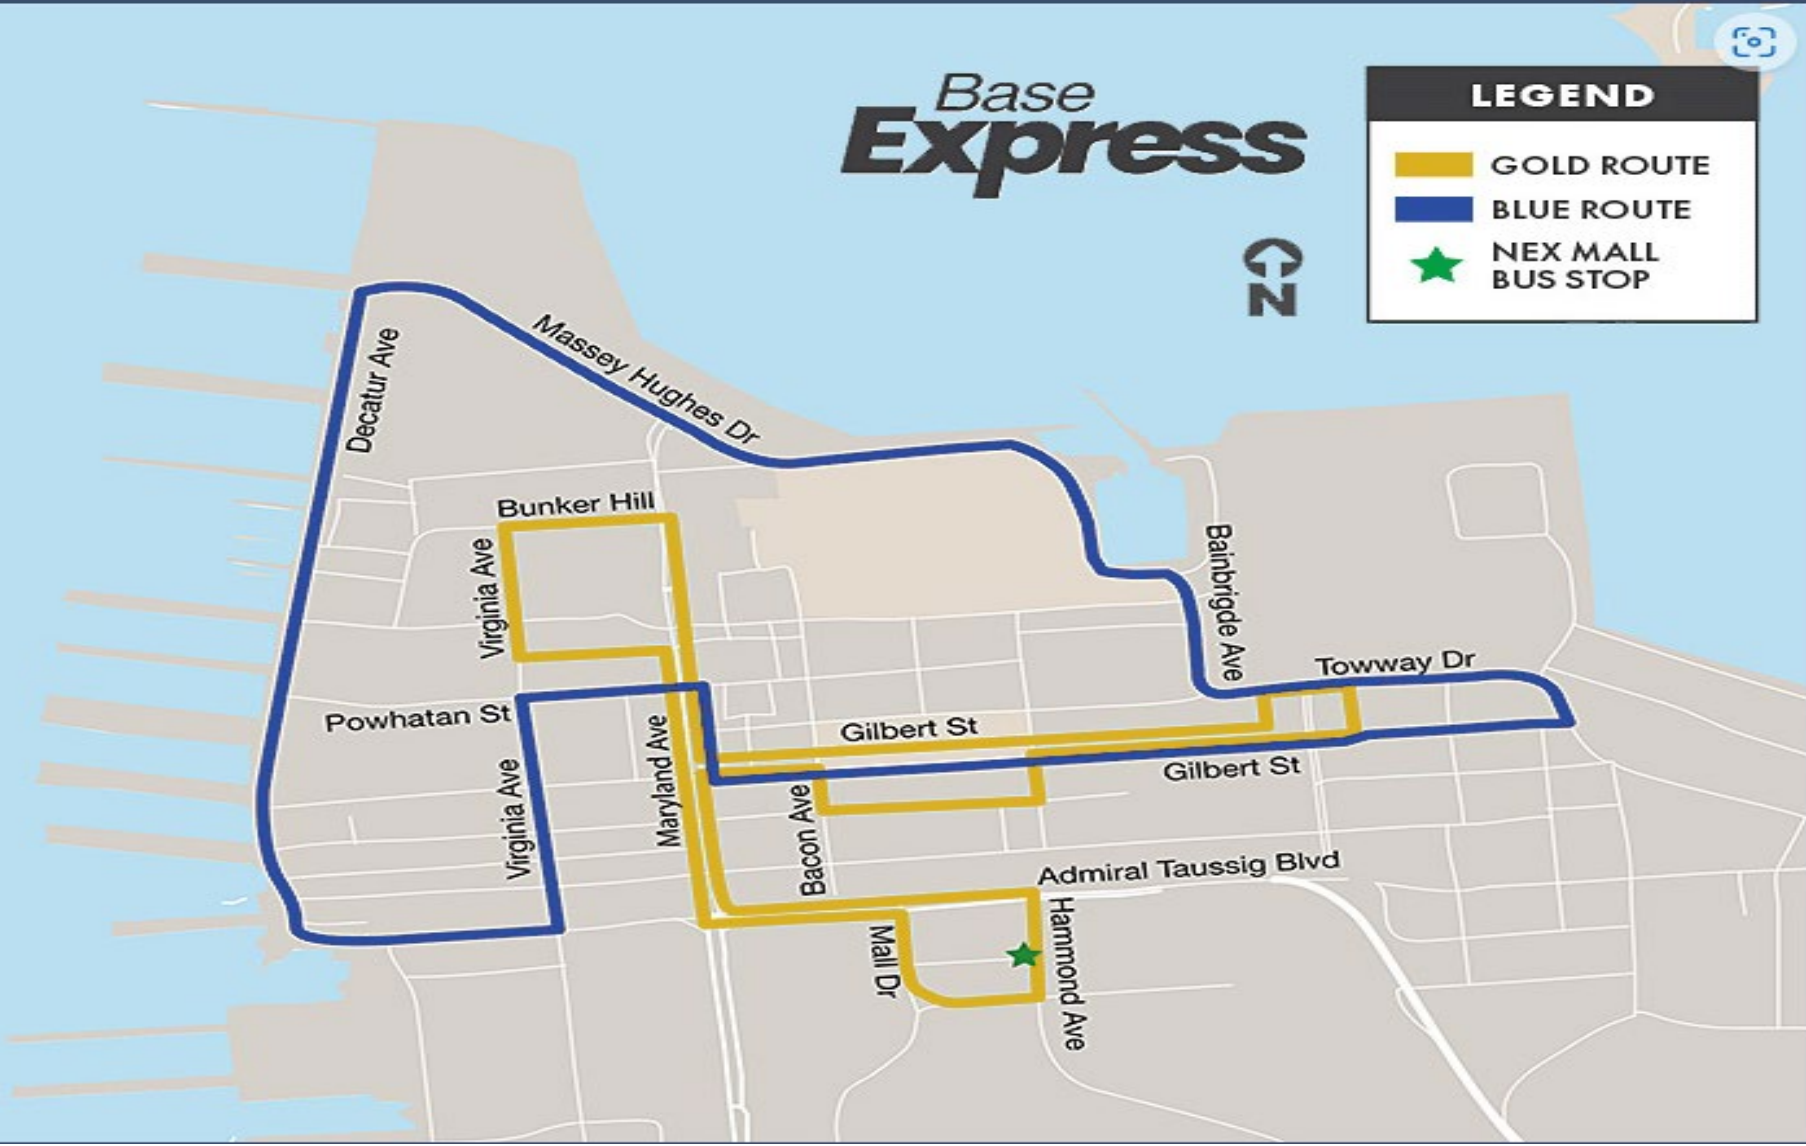 Base
Express
LEGEND
GOLD ROUTE
BLUE ROUTE
NEX MALL
BUS STOP
N
Massey Hughes Dr
Decatur Ave
Bunker Hill
Virginia Ave
Bainbrigde Ave
Towway Dr
Powhatan St
Gilbert St
Maryland Ave
Gilbert St
Virginia Ave
Bacon Ave
Admiral Taussig Blvd
Mall Dr
Hammond Ave